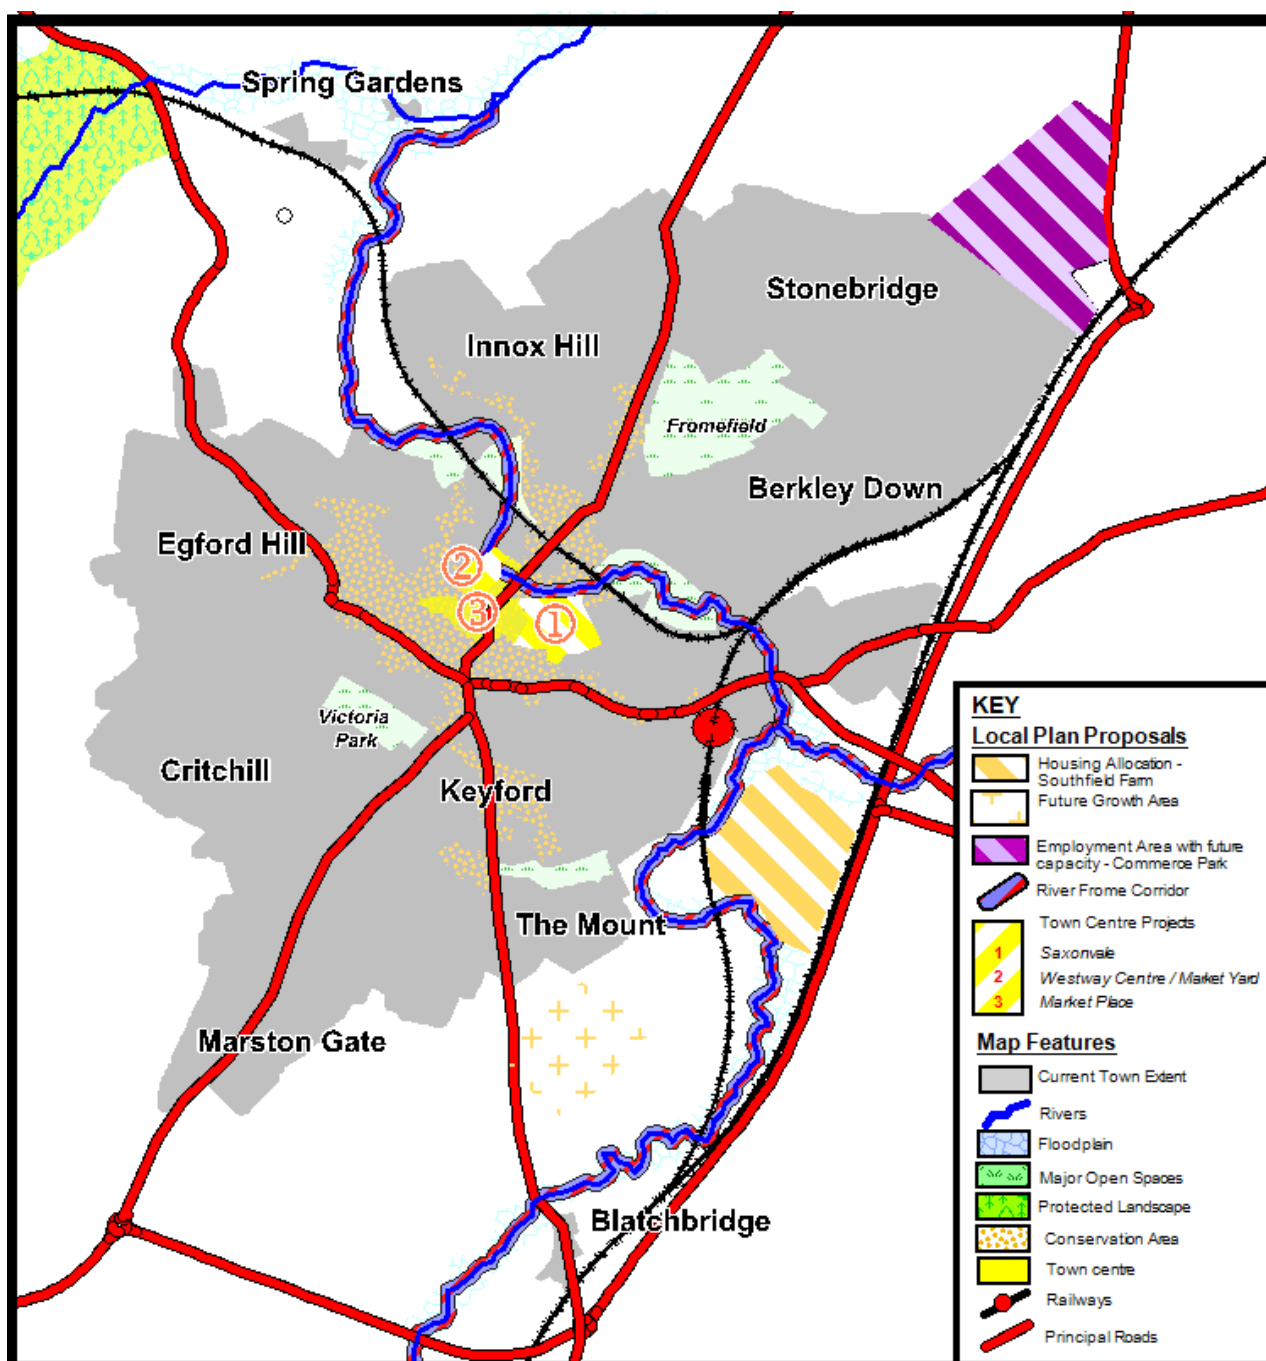 Spring Gardens
Stonebridge
Innox Hill
Fromefield
Berkley Down
Egford Hill
2
3
1
Victoria
Park
Critchill
Keyford
The Mount
Marston Gate
Blatchbridge
KEY
Local Plan Proposals
Housing Allocation -
Southfield Farm
Future Growth Area
Employment Area with future
capacity - Commerce Park
River Frome Corridor
Town Centre Projects
1 Saxonvale
2 Westway Centre / Market Yard
3 Market Place
Map Features
Current Town Extent
Rivers
Floodplain
Major Open Spaces
Protected Landscape
Conservation Area
Town centre
Railways
Principal Roads